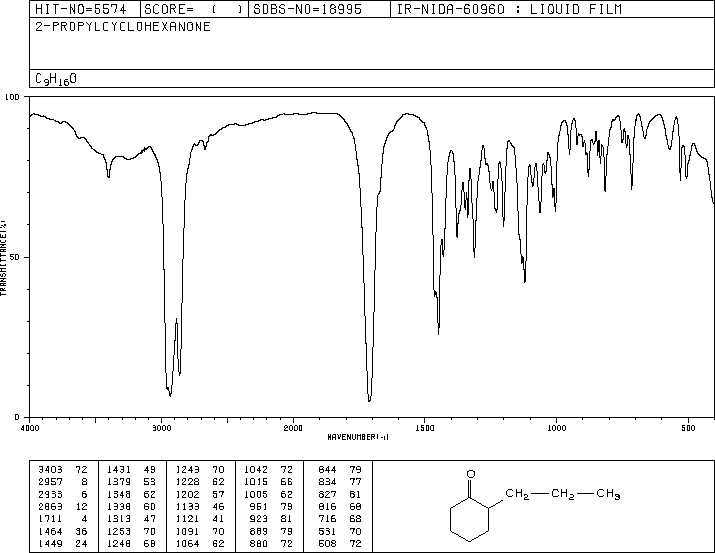 HIT-NO=5574 SCORE= ( ) SDBS-NO=18995 IR-NIDA-60960 : LIQUID FILM
2-PROPYLCYCLOHEXANONE
C9H16O
100
50
0
TRANSMITTANCE(%)
4000 3000 2000 1500 1000 500
WAVENUMBER(-1)
3403 72 1431 49 1249 70 1042 72 844 79
2957 8 1379 53 1228 62 1015 66 834 77
2933 6 1348 62 1202 57 1005 62 827 81
2863 12 1338 60 1133 46 951 79 816 68
1711 4 1313 47 1121 41 923 81 716 68
1464 36 1253 70 1091 70 889 79 531 70
1449 24 1248 68 1064 62 880 72 508 72
O
CH2—CH2—CH3